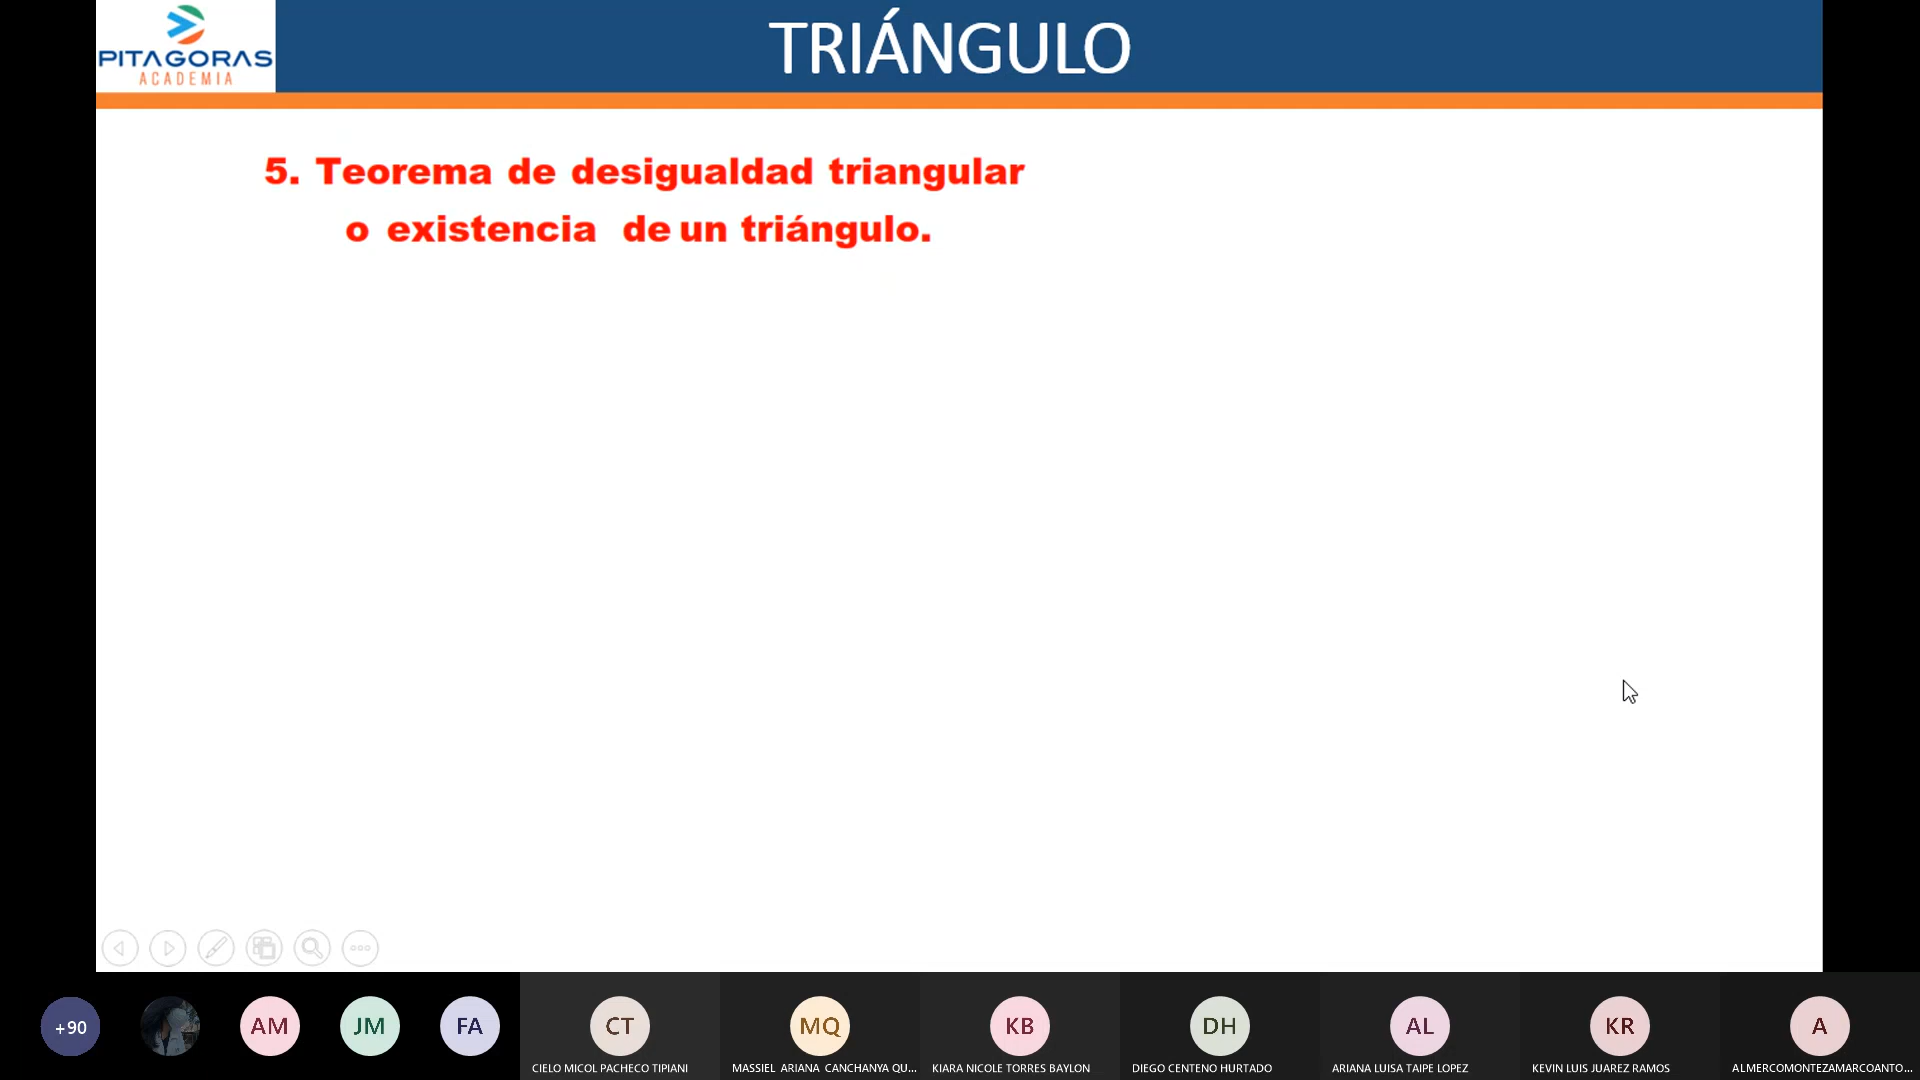 PITAGORAS
ACADEMIA
TRIÁNGULO
5. Teorema de desigualdad triangular
o existencia de un triángulo.
+90
AM
JM
FA
CT
MQ
KB
DH
AL
KR
A
CIELO MICOL PACHECO TIPIANI
MASSIEL ARIANA CANCHANYA QU...
KIARA NICOLE TORRES BAYLON
DIEGO CENTENO HURTADO
ARIANA LUISA TAIPE LOPEZ
KEVIN LUIS JUAREZ RAMOS
ALMERCOMONTEZAMARCOANTO...